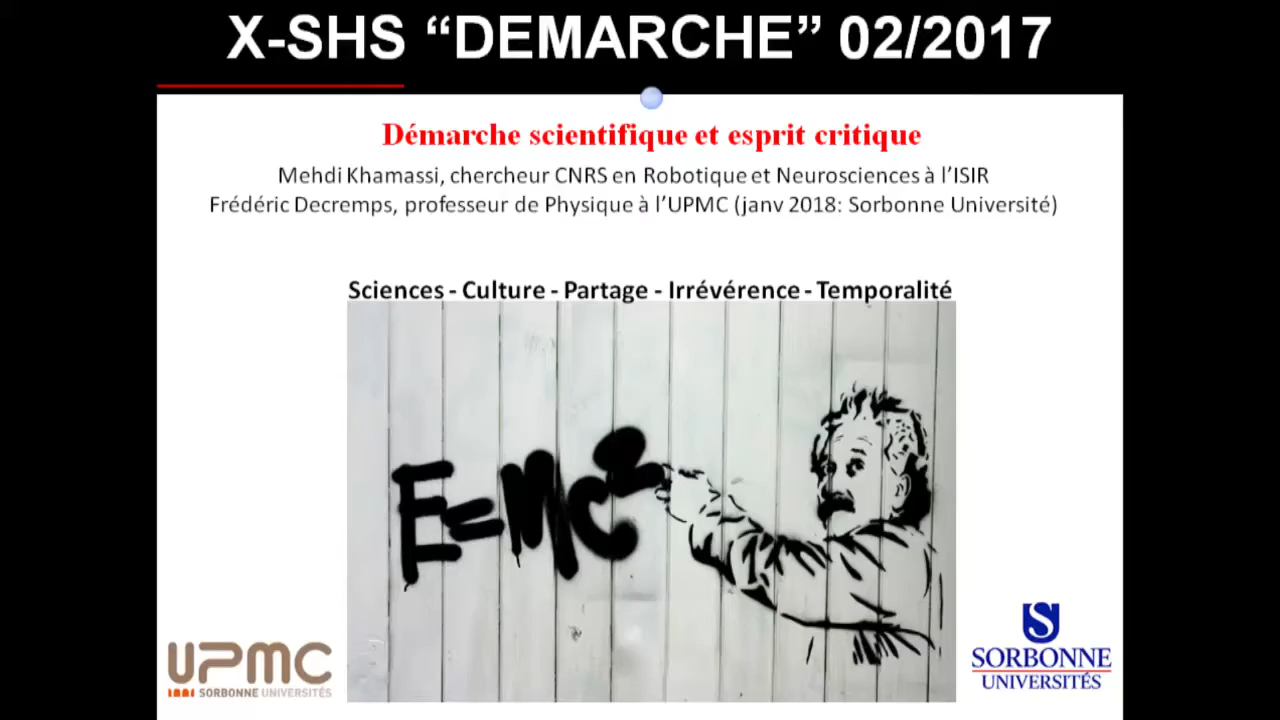 X-SHS “DEMARCHE” 02/2017
Démarche scientifique et esprit critique
Mehdi Khamassi, chercheur CNRS en Robotique et Neurosciences à l’ISIR
Frédéric Decremps, professeur de Physique à l’UPMC (janv 2018: Sorbonne Université)
Sciences - Culture - Partage - Irrévérence - Temporalité
E=MC²
UPMC
SORBONNE UNIVERSITÉS
S
SORBONNE
UNIVERSITÉS